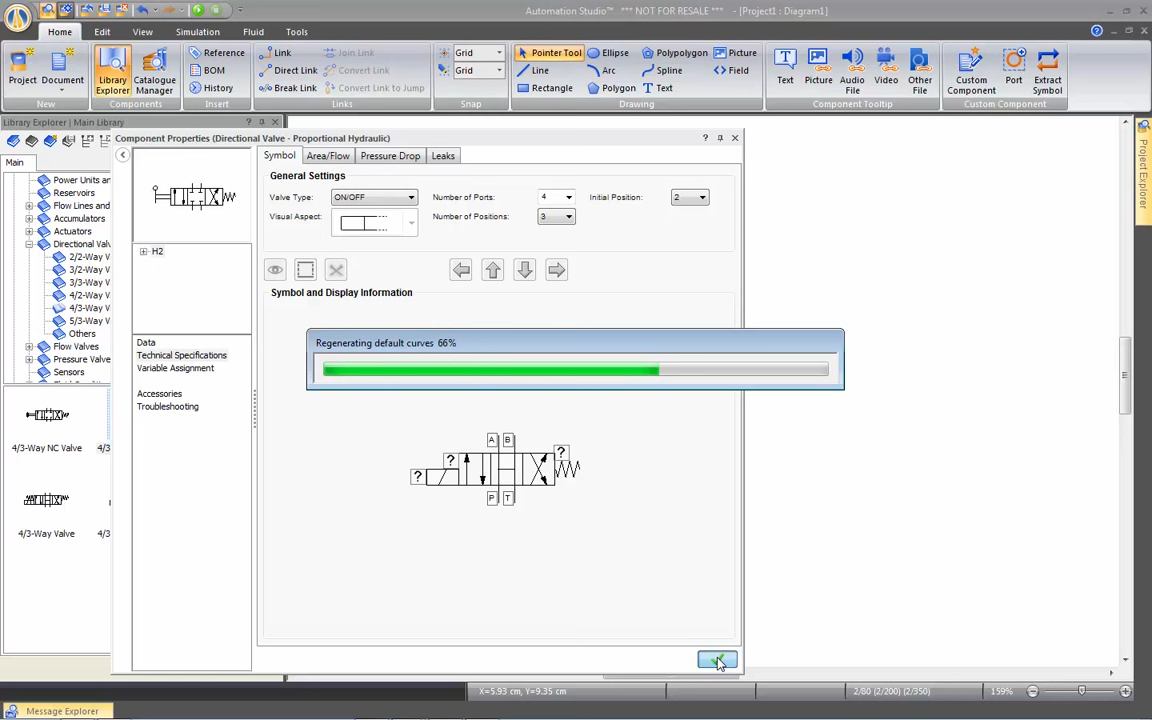 Automation Studio™ *** NOT FOR RESALE *** - [Project1 : Diagram1]
Home Edit View Simulation Fluid Tools
Project Document Library Explorer Catalogue Manager Reference BOM History
Link Direct Link Break Link Join Link Convert Link Convert Link to Jump
Grid Grid
Pointer Tool Ellipse Polypolygon Picture
Line Arc Spline Field
Rectangle Polygon Text
Text Picture Audio File Video Other File
Custom Component Port Extract Symbol
New Components Insert Links Snap Drawing Component Tooltip Custom Component
Library Explorer | Main Library
Main
Power Units an
Reservoirs
Flow Lines and
Accumulators
Actuators
Directional Valv
2/2-Way V
3/2-Way V
3/3-Way V
4/2-Way V
4/3-Way V
5/3-Way V
Others
Flow Valves
Pressure Valve
Sensors
4/3-Way NC Valve 4/3
4/3-Way Valve 4/3
Component Properties (Directional Valve - Proportional Hydraulic)
H2
Data
Technical Specifications
Variable Assignment
Accessories
Troubleshooting
Symbol Area/Flow Pressure Drop Leaks
General Settings
Valve Type: ON/OFF Number of Ports: 4 Initial Position: 2
Visual Aspect: Number of Positions: 3
Symbol and Display Information
Regenerating default curves 66%
A B
? ? ?
P T
Project Explorer
X=5.93 cm, Y=9.35 cm 2/80 (2/200) (2/350) 159%
Message Explorer